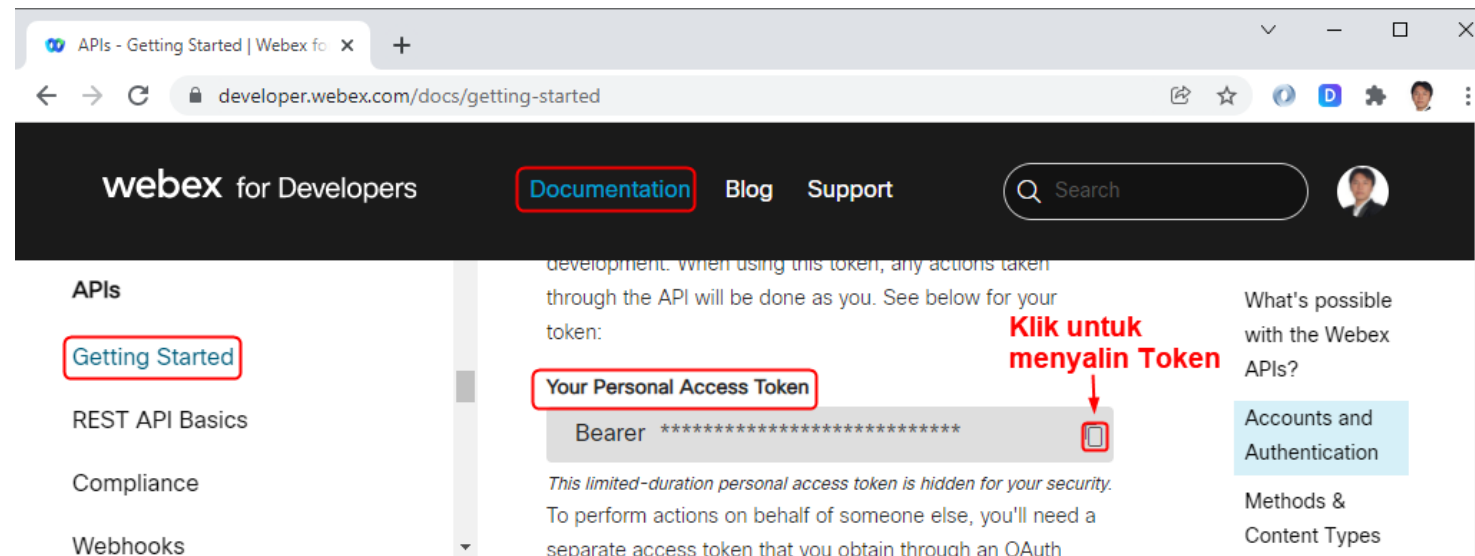 APIs - Getting Started | Webex fo
developer.webex.com/docs/getting-started
D
webex for Developers
Documentation
Blog
Support
Search
APIs
Getting Started
REST API Basics
Compliance
Webhooks
development. When using this token, any actions taken
through the API will be done as you. See below for your
token:
Klik untuk
menyalin Token
Your Personal Access Token
Bearer ****************************
This limited-duration personal access token is hidden for your security.
To perform actions on behalf of someone else, you'll need a
separate access token that you obtain through an OAuth
What's possible
with the Webex
APIs?
Accounts and
Authentication
Methods &
Content Types